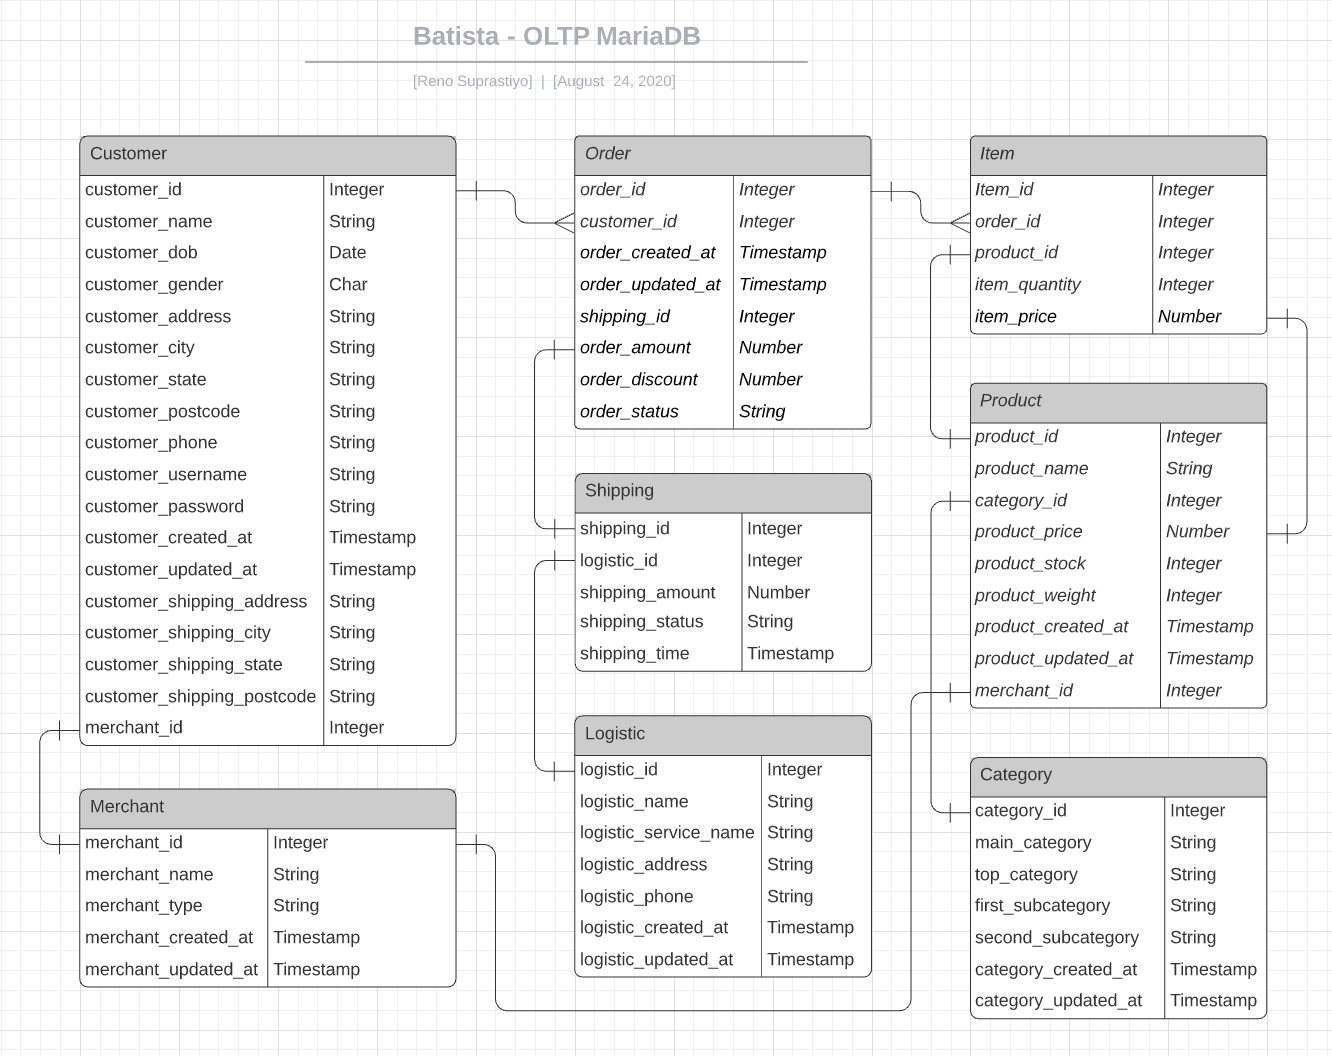 Batista - OLTP MariaDB
[Reno Suprastiyo] | [August 24, 2020]
Customer
customer_id Integer
customer_name String
customer_dob Date
customer_gender Char
customer_address String
customer_city String
customer_state String
customer_postcode String
customer_phone String
customer_username String
customer_password String
customer_created_at Timestamp
customer_updated_at Timestamp
customer_shipping_address String
customer_shipping_city String
customer_shipping_state String
customer_shipping_postcode String
merchant_id Integer
Merchant
merchant_id Integer
merchant_name String
merchant_type String
merchant_created_at Timestamp
merchant_updated_at Timestamp
Order
order_id Integer
customer_id Integer
order_created_at Timestamp
order_updated_at Timestamp
shipping_id Integer
order_amount Number
order_discount Number
order_status String
Shipping
shipping_id Integer
logistic_id Integer
shipping_amount Number
shipping_status String
shipping_time Timestamp
Logistic
logistic_id Integer
logistic_name String
logistic_service_name String
logistic_address String
logistic_phone String
logistic_created_at Timestamp
logistic_updated_at Timestamp
Item
Item_id Integer
order_id Integer
product_id Integer
item_quantity Integer
item_price Number
Product
product_id Integer
product_name String
category_id Integer
product_price Number
product_stock Integer
product_weight Integer
product_created_at Timestamp
product_updated_at Timestamp
merchant_id Integer
Category
category_id Integer
main_category String
top_category String
first_subcategory String
second_subcategory String
category_created_at Timestamp
category_updated_at Timestamp